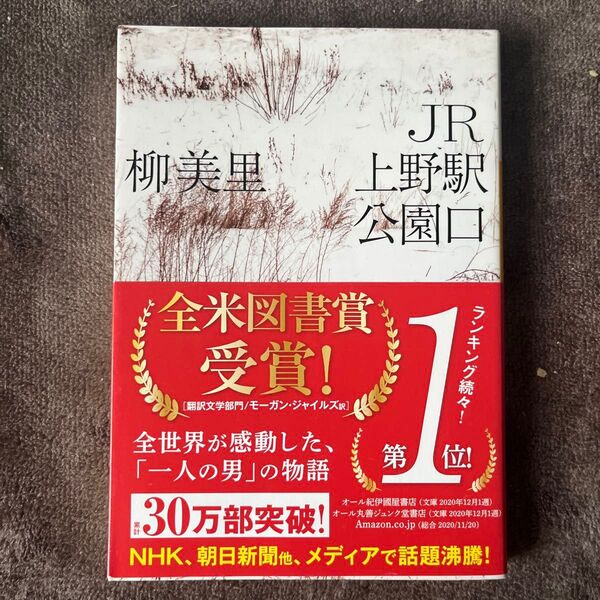 JR
上野駅
公園口
柳美里
全米図書賞
受賞!
[翻訳文学部門/モーガン・ジャイルズ訳]
全世界が感動した、
「一人の男」の物語
累計30万部突破!
ランキング続々!
第1位!
オール紀伊國屋書店(文庫 2020年12月1週)
オール丸善ジュンク堂書店(文庫 2020年12月1週)
Amazon.co.jp(総合 2020/11/20)
NHK、朝日新聞他、メディアで話題沸騰!